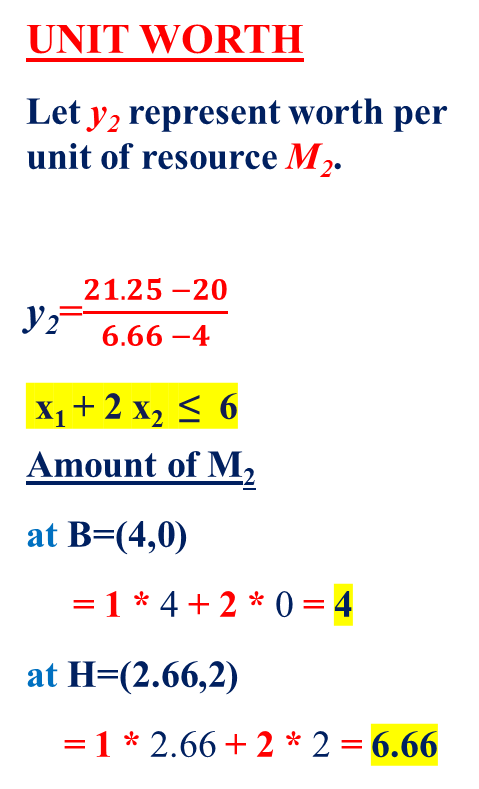 UNIT WORTH
Let y₂ represent worth per
unit of resource M₂.
y₂=(21.25 −20)/(6.66 −4)
x₁ + 2 x₂ ≤ 6
Amount of M₂
at B=(4,0)
= 1 * 4 + 2 * 0 = 4
at H=(2.66,2)
= 1 * 2.66 + 2 * 2 = 6.66